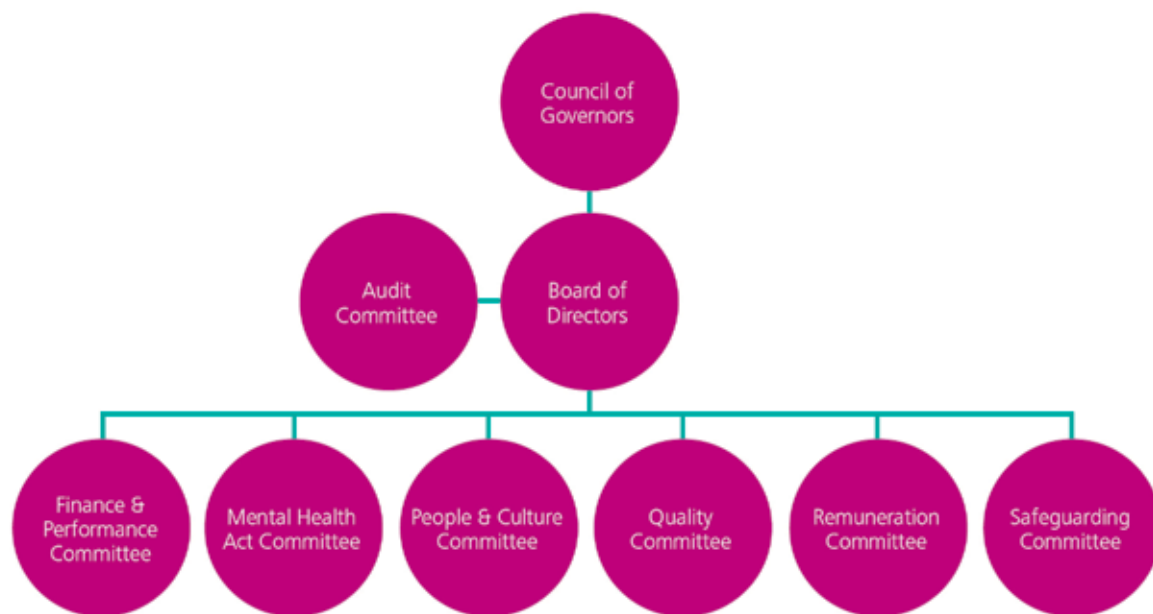 Council of
Governors
Audit
Committee
Board of
Directors
Finance &
Performance
Committee
Mental Health
Act Committee
People & Culture
Committee
Quality
Committee
Remuneration
Committee
Safeguarding
Committee